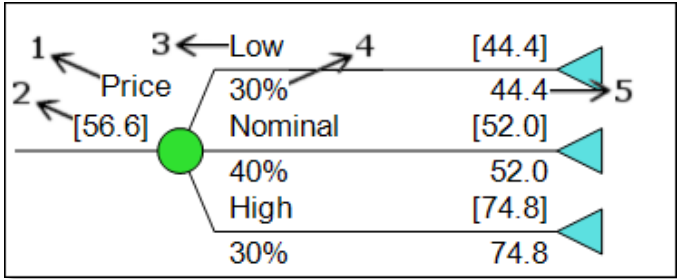 1 3 Low 4 [44.4]
Price 30% 44.4 5
2 [56.6] Nominal [52.0]
40% 52.0
High [74.8]
30% 74.8